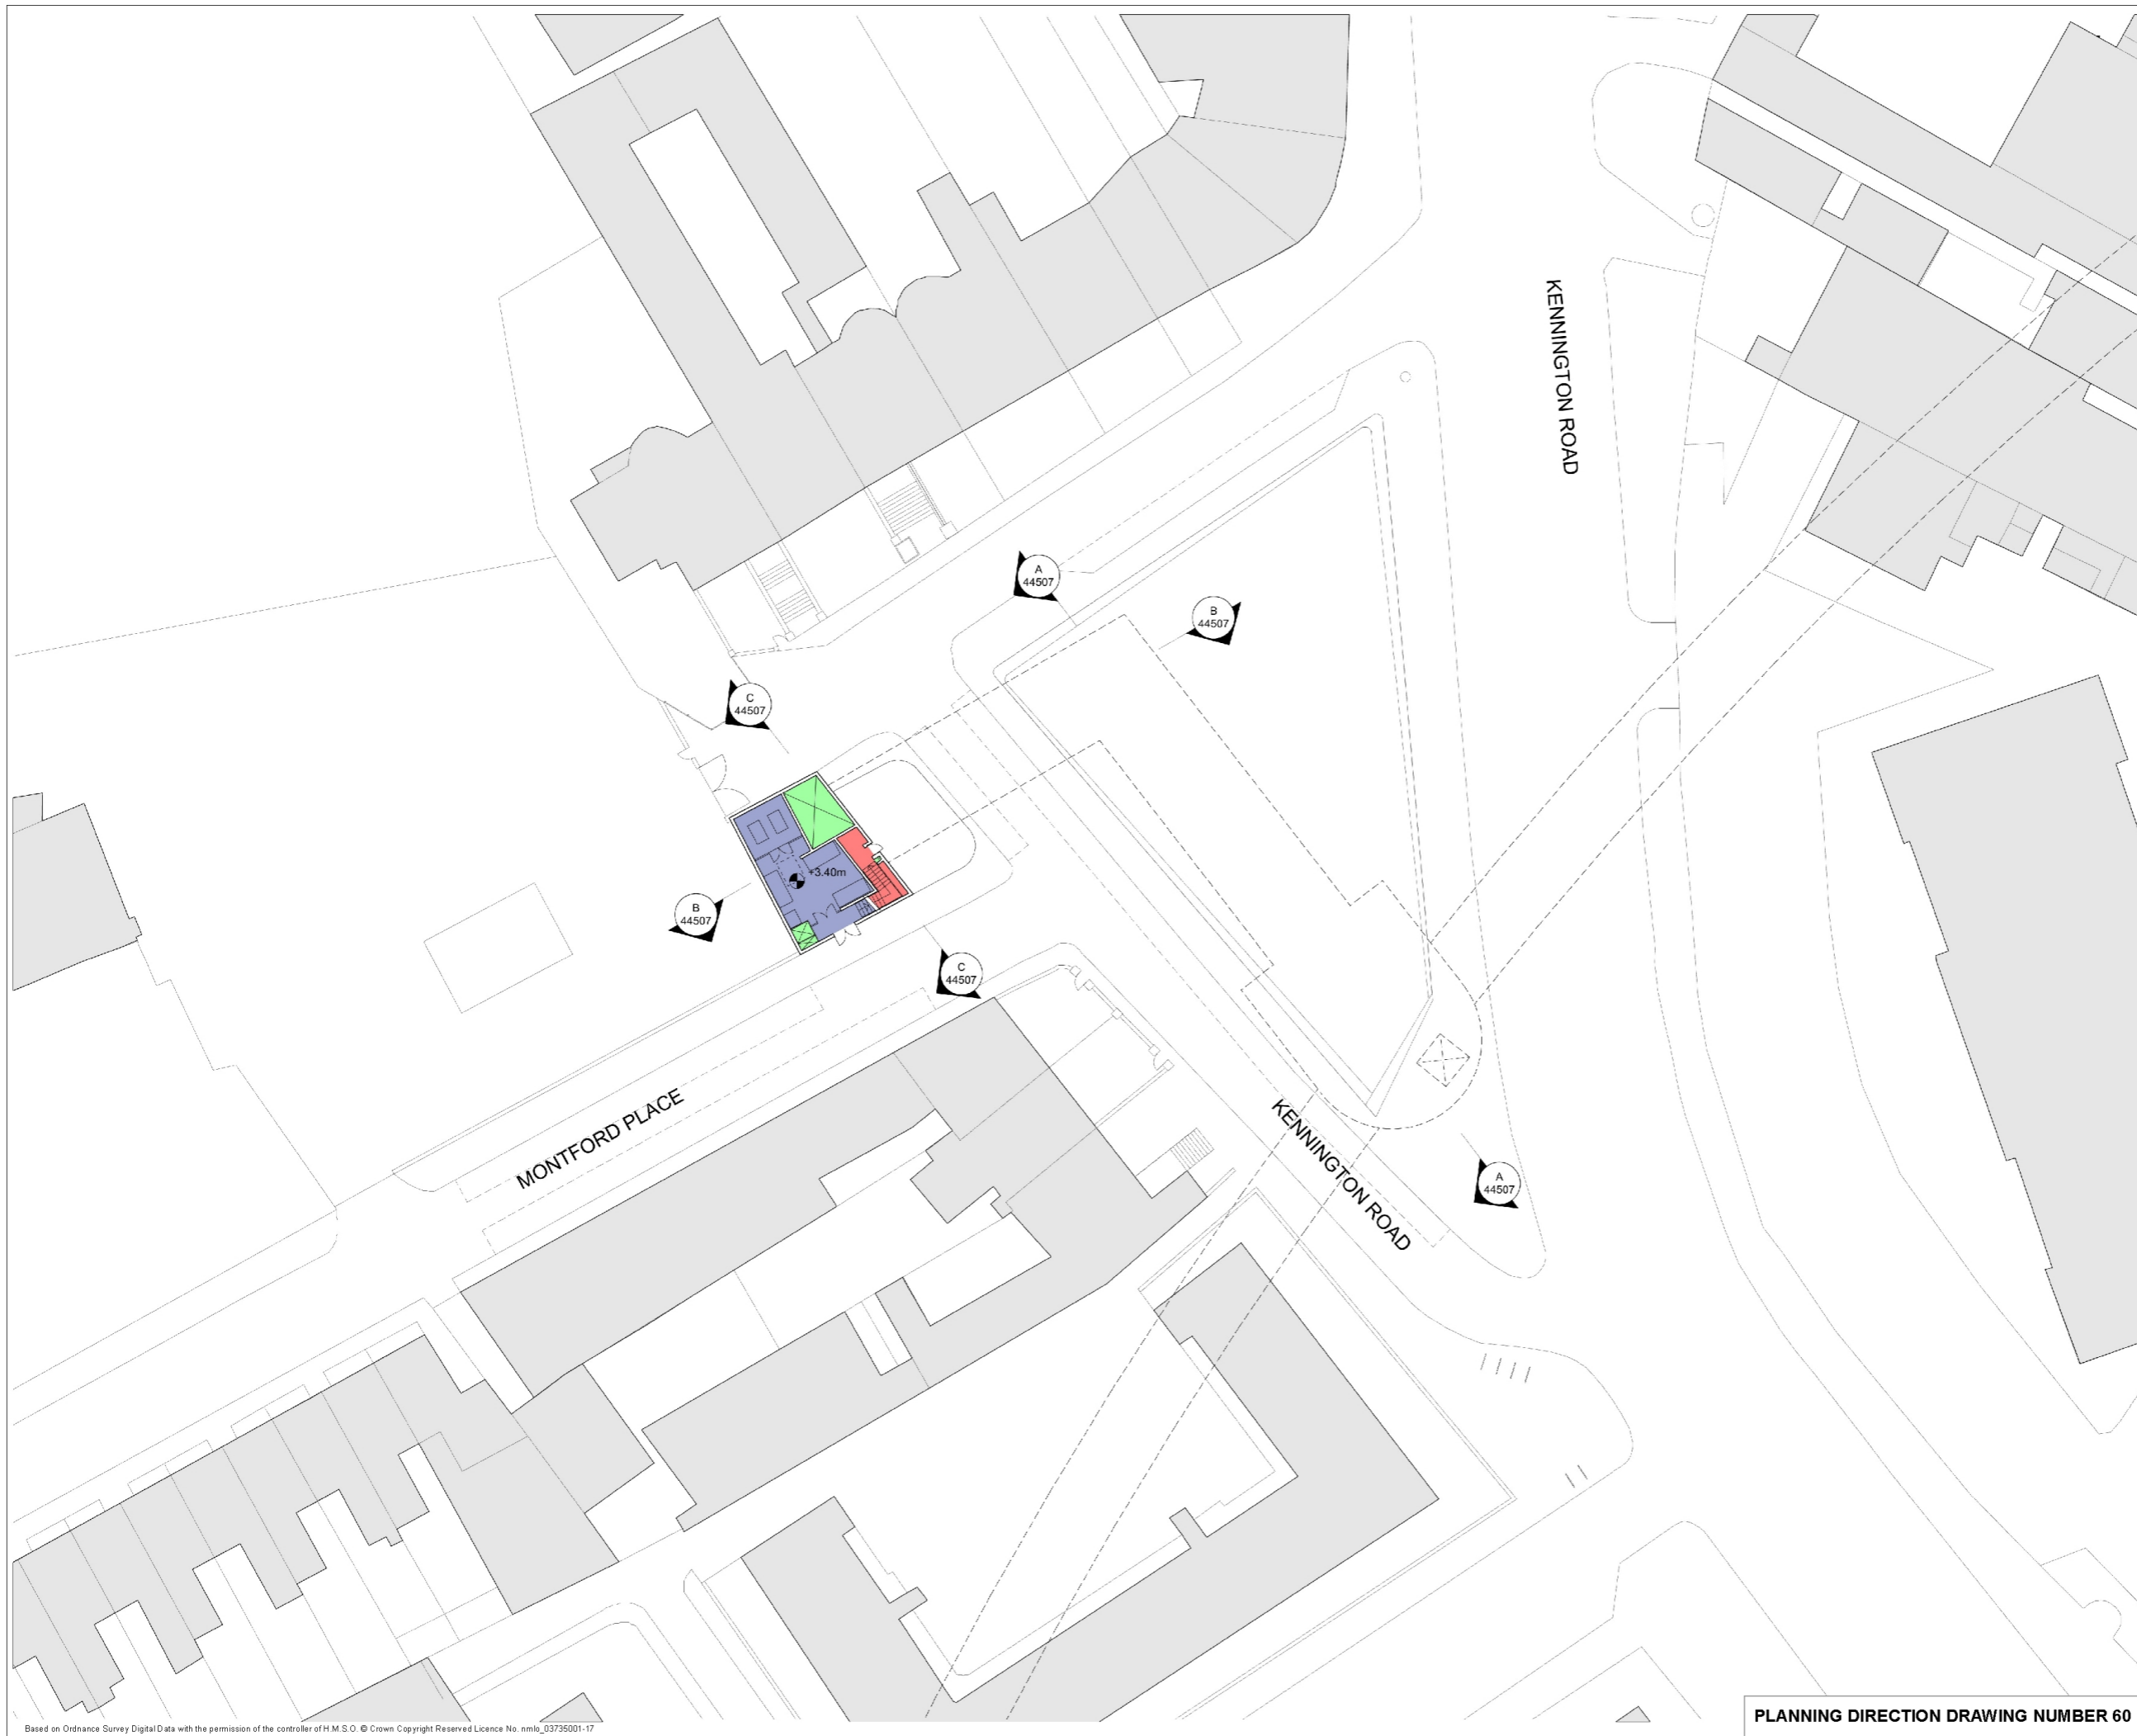 KENNINGTON ROAD
A
44507
B
44507
C
44507
+3.40m
B
44507
C
44507
MONTFORD PLACE
KENNINGTON ROAD
A
44507
Based on Ordnance Survey Digital Data with the permission of the controller of H.M.S.O. © Crown Copyright Reserved Licence No. nmlo_03735001-17
PLANNING DIRECTION DRAWING NUMBER 60